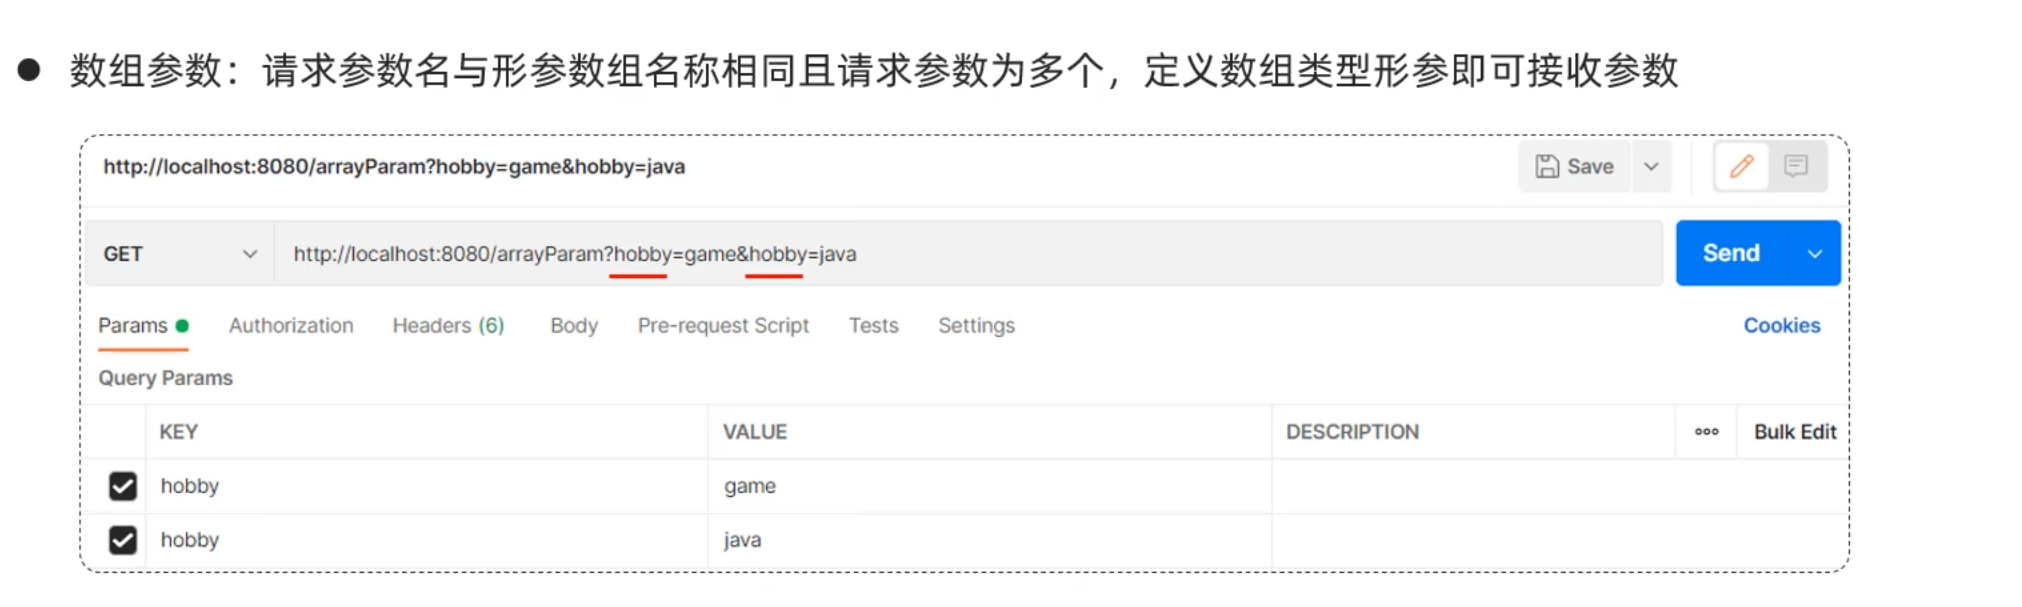 ● 数组参数：请求参数名与形参数组名称相同且请求参数为多个，定义数组类型形参即可接收参数
http://localhost:8080/arrayParam?hobby=game&hobby=java
Save
GET
http://localhost:8080/arrayParam?hobby=game&hobby=java
Send
Params Authorization Headers (6) Body Pre-request Script Tests Settings Cookies
Query Params
KEY VALUE DESCRIPTION ooo Bulk Edit
hobby game
hobby java